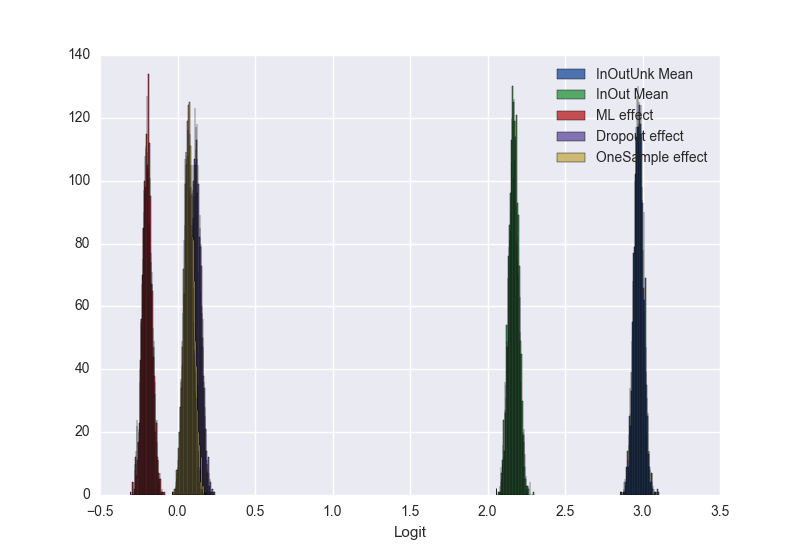 140
120
100
80
60
40
20
0
InOutUnk Mean
InOut Mean
ML effect
Dropout effect
OneSample effect
−0.5 0.0 0.5 1.0 1.5 2.0 2.5 3.0 3.5
Logit